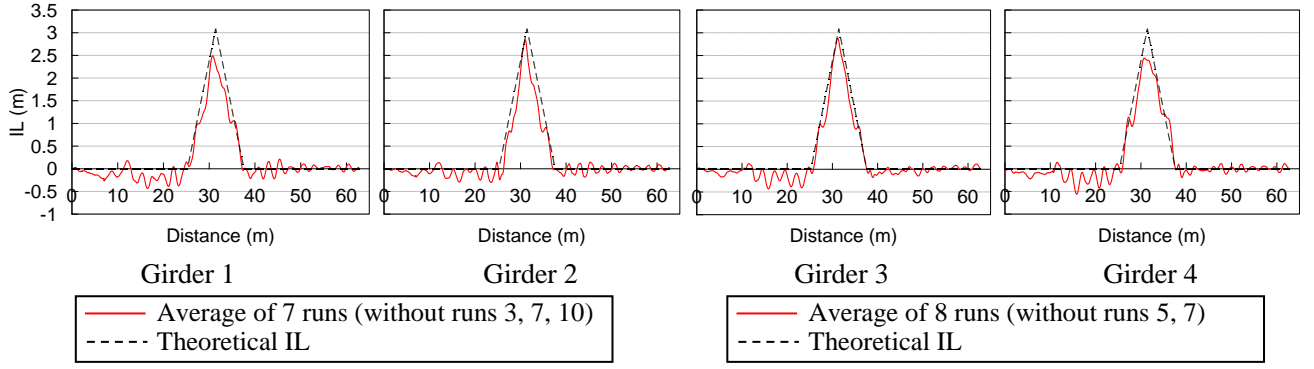 3.5
3
2.5
2
1.5
1
0.5
0
-0.5
-1
IL (m)
0 10 20 30 40 50 60
0 10 20 30 40 50 60
0 10 20 30 40 50 60
0 10 20 30 40 50 60
Distance (m)
Distance (m)
Distance (m)
Distance (m)
Girder 1
Girder 2
Girder 3
Girder 4
Average of 7 runs (without runs 3, 7, 10)
Theoretical IL
Average of 8 runs (without runs 5, 7)
Theoretical IL